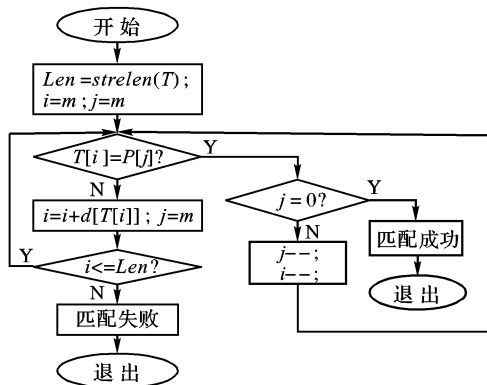 开 始
Len=strelen(T);
i=m;j=m
T[i]=P[j]?
Y
N
i=i+d[T[i]]; j=m
Y
i<=Len?
N
匹配失败
退 出
j=0?
Y
N
j--;
i--;
匹配成功
退 出